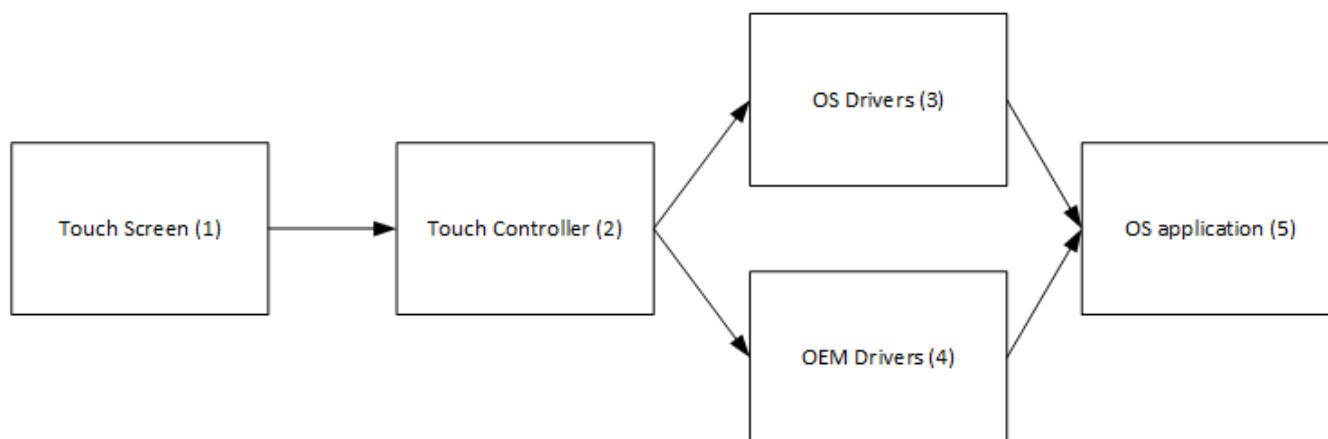 Touch Screen (1)
Touch Controller (2)
OS Drivers (3)
OEM Drivers (4)
OS application (5)